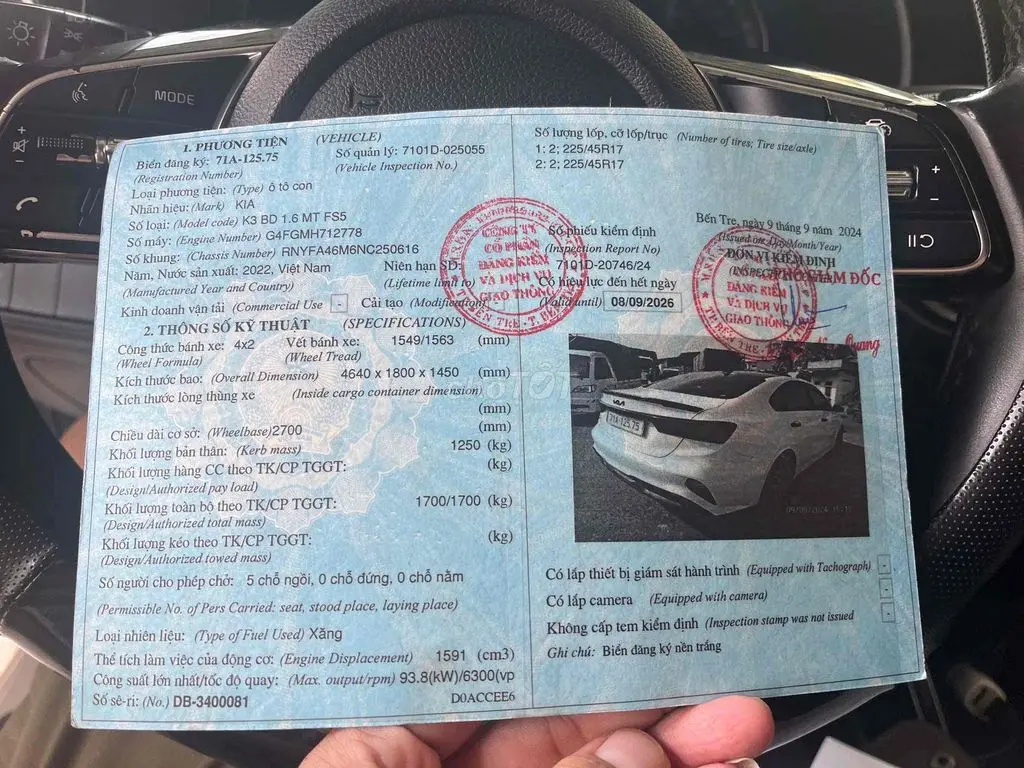 MODE
1. PHƯƠNG TIỆN (VEHICLE)
Biển đăng ký: 71A-125.75 Số quản lý: 7101D-025055
(Registration Number) (Vehicle Inspection No.)
Loại phương tiện: (Type) ô tô con
Nhãn hiệu: (Mark) KIA
Số loại: (Model code) K3 BD 1.6 MT FS5
Số máy: (Engine Number) G4FGMH712778
Số khung: (Chassis Number) RNYFA46M6NC250616
Năm, Nước sản xuất: 2022, Việt Nam Niên hạn SD:
(Manufactured Year and Country) (Lifetime limit to)
Kinh doanh vận tải (Commercial Use - Cải tạo (Modification)
2. THÔNG SỐ KỸ THUẬT (SPECIFICATIONS)
Công thức bánh xe: 4x2 Vết bánh xe: 1549/1563 (mm)
(Wheel Formula) (Wheel Tread)
Kích thước bao: (Overall Dimension) 4640 x 1800 x 1450 (mm)
Kích thước lòng thùng xe (Inside cargo container dimension)
(mm)
Chiều dài cơ sở: (Wheelbase)2700 (mm)
Khối lượng bản thân: (Kerb mass) 1250 (kg)
Khối lượng hàng CC theo TK/CP TGGT: (kg)
(Design/Authorized pay load)
Khối lượng toàn bộ theo TK/CP TGGT: 1700/1700 (kg)
(Design/Authorized total mass)
Khối lượng kéo theo TK/CP TGGT: (kg)
(Design/Authorized towed mass)
Số người cho phép chở: 5 chỗ ngồi, 0 chỗ đứng, 0 chỗ nằm
(Permissible No. of Pers Carried: seat, stood place, laying place)
Loại nhiên liệu: (Type of Fuel Used) Xăng
Thể tích làm việc của động cơ: (Engine Displacement) 1591 (cm3)
Công suất lớn nhất/tốc độ quay: (Max. output/rpm) 93.8(kW)/6300(vp
Số sê-ri: (No.) DB-3400081 D0ACCEE6
Số lượng lốp, cỡ lốp/trục (Number of tires; Tire size/axle)
1: 2; 225/45R17
2: 2; 225/45R17
Bến Tre, ngày 9 tháng 9 năm 2024
(Issued on: Day/Month/Year)
Số phiếu kiểm định ĐƠN VỊ KIỂM ĐỊNH
(Inspection Report No)
PHÓ GIÁM ĐỐC
7101D-20746/24
Có hiệu lực đến hết ngày
(Valid until) 08/09/2026
CÔNG TY
CỔ PHẦN
ĐĂNG KIỂM
VÀ DỊCH VỤ
GIAO THÔNG
ĐĂNG KIỂM
VÀ DỊCH VỤ
GIAO THÔNG
Quang
71A-125.75
Có lắp thiết bị giám sát hành trình (Equipped with Tachograph) -
Có lắp camera (Equipped with camera) -
Không cấp tem kiểm định (Inspection stamp was not issued -
Ghi chú: Biển đăng ký nền trắng